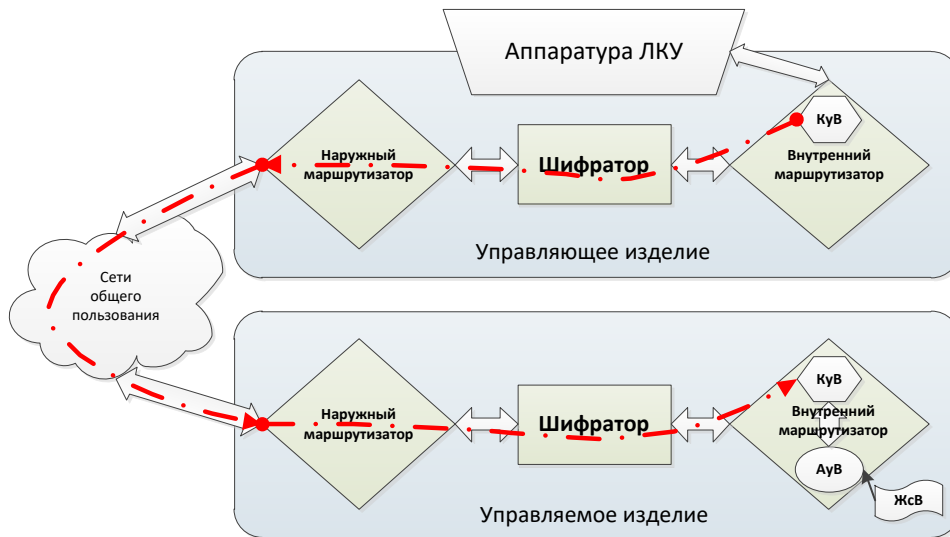 Аппаратура ЛКУ
КуВ
Наружный
маршрутизатор
Шифратор
Внутренний
маршрутизатор
Управляющее изделие
Сети
общего
пользования
КуВ
Наружный
маршрутизатор
Шифратор
Внутренний
маршрутизатор
АуВ
ЖсВ
Управляемое изделие